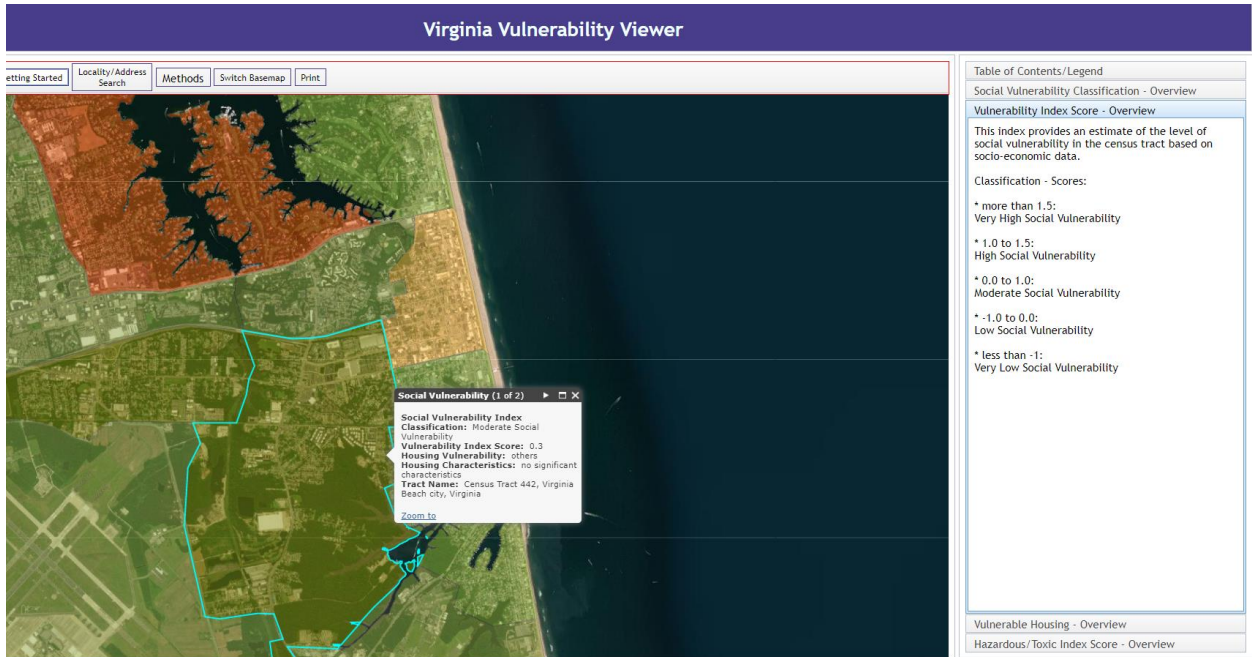 Virginia Vulnerability Viewer
etting Started
Locality/Address
Search
Methods
Switch Basemap
Print
Table of Contents/Legend
Social Vulnerability Classification - Overview
Vulnerability Index Score - Overview
This index provides an estimate of the level of
social vulnerability in the census tract based on
socio-economic data.
Classification - Scores:
* more than 1.5:
Very High Social Vulnerability
* 1.0 to 1.5:
High Social Vulnerability
* 0.0 to 1.0:
Moderate Social Vulnerability
* -1.0 to 0.0:
Low Social Vulnerability
* less than -1:
Very Low Social Vulnerability
Social Vulnerability (1 of 2)
Social Vulnerability Index
Classification: Moderate Social
Vulnerability
Vulnerability Index Score: 0.3
Housing Vulnerability: others
Housing Characteristics: no significant
characteristics
Tract Name: Census Tract 442, Virginia
Beach city, Virginia
Zoom to
Vulnerable Housing - Overview
Hazardous/Toxic Index Score - Overview